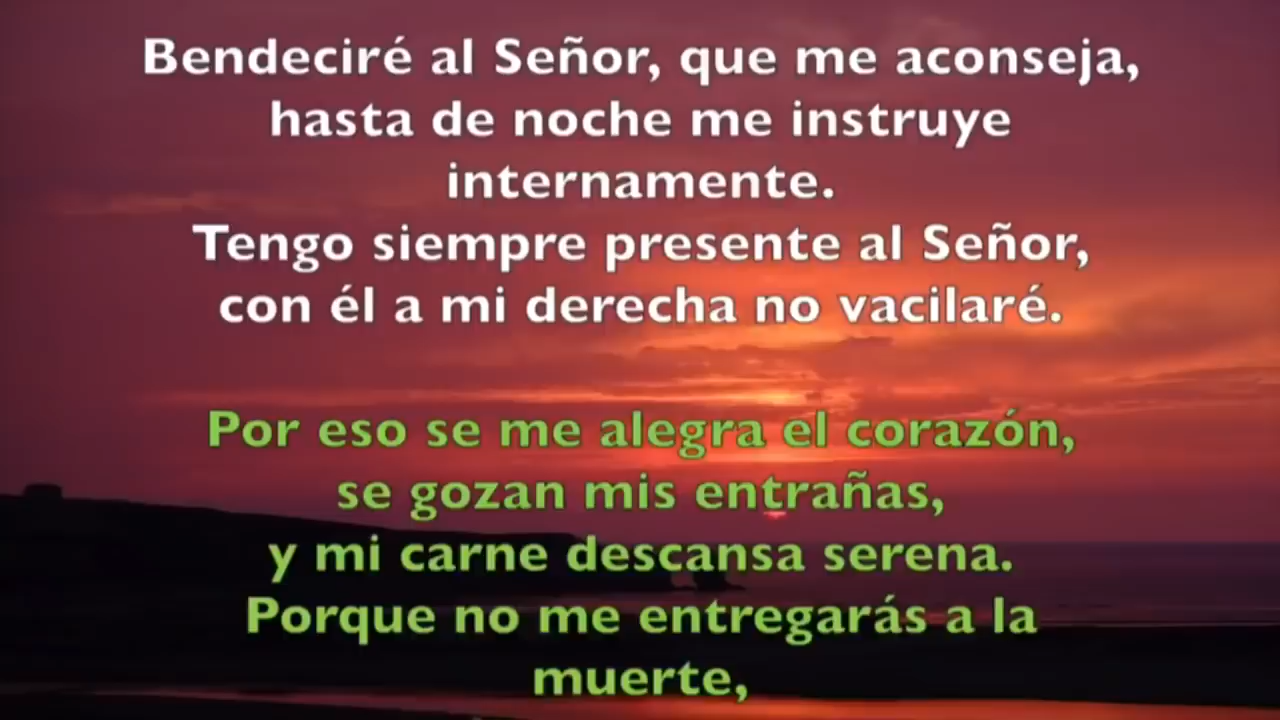 Bendeciré al Señor, que me aconseja,
hasta de noche me instruye
internamente.
Tengo siempre presente al Señor,
con él a mi derecha no vacilaré.
Por eso se me alegra el corazón,
se gozan mis entrañas,
y mi carne descansa serena.
Porque no me entregarás a la
muerte,